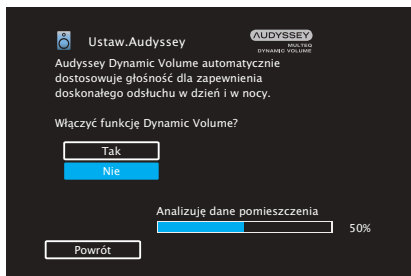 Ustaw.Audyssey
AUDYSSEY
MULTEQ
DYNAMIC VOLUME
Audyssey Dynamic Volume automatycznie
dostosowuje głośność dla zapewnienia
doskonałego odsłuchu w dzień i w nocy.
Włączyć funkcję Dynamic Volume?
Tak
Nie
Analizuję dane pomieszczenia
50%
Powrót